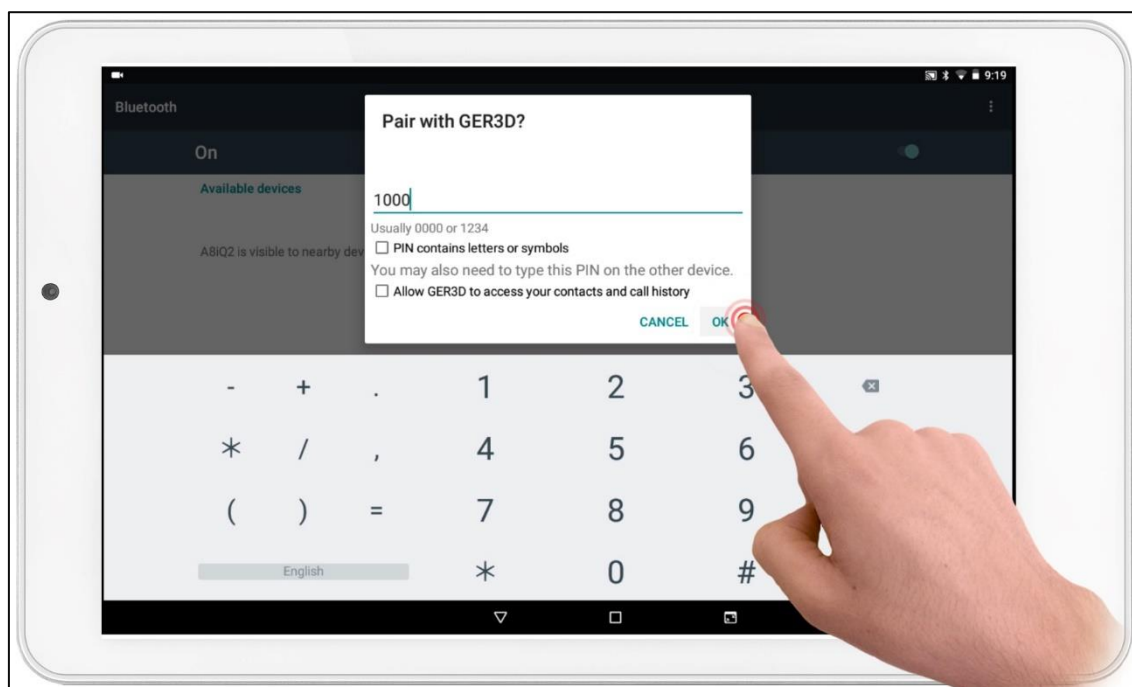 9:19
Bluetooth
On
Available devices
A8iQ2 is visible to nearby dev
Pair with GER3D?
1000
Usually 0000 or 1234
PIN contains letters or symbols
You may also need to type this PIN on the other device.
Allow GER3D to access your contacts and call history
CANCEL OK
- + . 1 2 3
* / , 4 5 6
( ) = 7 8 9
English * 0 #